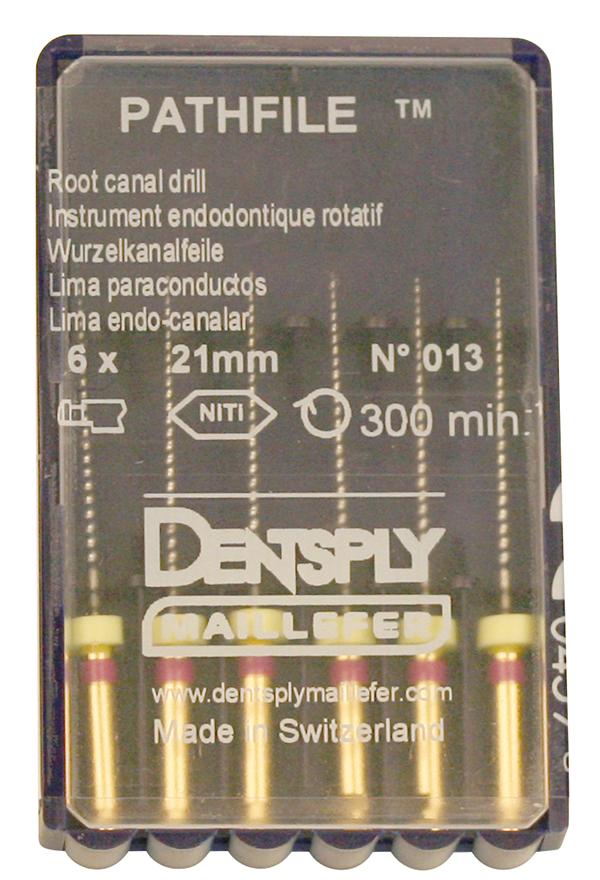 PATHFILE ™
Root canal drill
Instrument endodontique rotatif
Wurzelkanalfeile
Lima paraconductos
Lima endo-canalar
6 x 21mm N° 013
NITI 300 min.⁻¹
DENTSPLY
MAILLEFER
www.dentsplymaillefer.com
Made in Switzerland